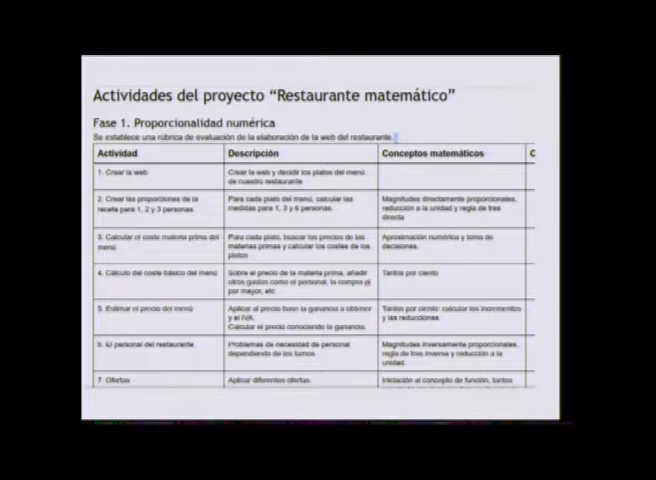 Actividades del proyecto “Restaurante matemático”
Fase 1. Proporcionalidad numérica
Se establece una rúbrica de evaluación de la elaboración de la web del restaurante.
Actividad
Descripción
Conceptos matemáticos
C
1. Crear la web
Crear la web y decidir los platos del menú
de nuestro restaurante
2. Crear las proporciones de la
receta para 1, 2 y 3 personas
Para cada plato del menú, calcular las
medidas para 1, 3 y 6 personas.
Magnitudes directamente proporcionales,
reducción a la unidad y regla de tres
directa
3. Calcular el coste materia prima del
menú
Para cada plato, buscar los precios de las
materias primas y calcular los costes de los
platos
Aproximación numérica y toma de
decisiones.
4. Cálculo del coste básico del menú
Sobre el precio de la materia prima, añadir
otros gastos como el personal, la compra al
por mayor, etc
Tantos por ciento
5. Estimar el precio del menú
Aplicar al precio base la ganancia a obtener
y el IVA.
Calcular el precio conociendo la ganancia.
Tantos por ciento: calcular los incrementos
y las reducciones
6. El personal del restaurante
Problemas de necesidad de personal
dependiendo de los turnos
Magnitudes inversamente proporcionales,
regla de tres inversa y reducción a la
unidad.
7. Ofertas
Aplicar diferentes ofertas.
Iniciación al concepto de función, tantos